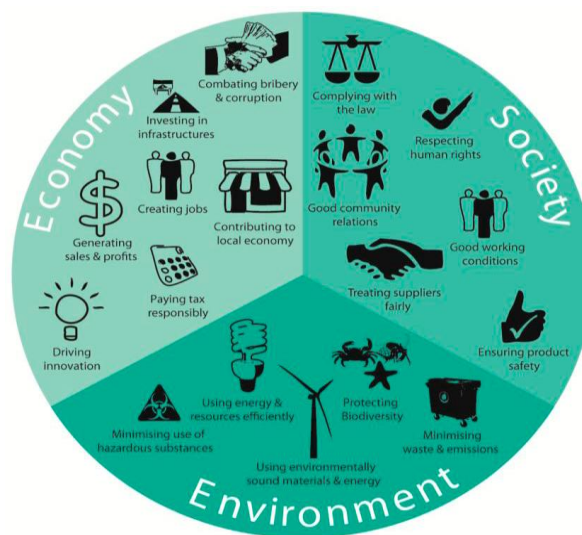 Economy
Combating bribery
& corruption
Investing in
infrastructures
Creating jobs
Contributing to
local economy
Generating
sales & profits
Paying tax
responsibly
Driving
innovation
Society
Complying with
the law
Respecting
human rights
Good community
relations
Good working
conditions
Treating suppliers
fairly
Ensuring product
safety
Environment
Using energy &
resources efficiently
Protecting
Biodiversity
Minimising use of
hazardous substances
Minimising
waste & emissions
Using environmentally
sound materials & energy